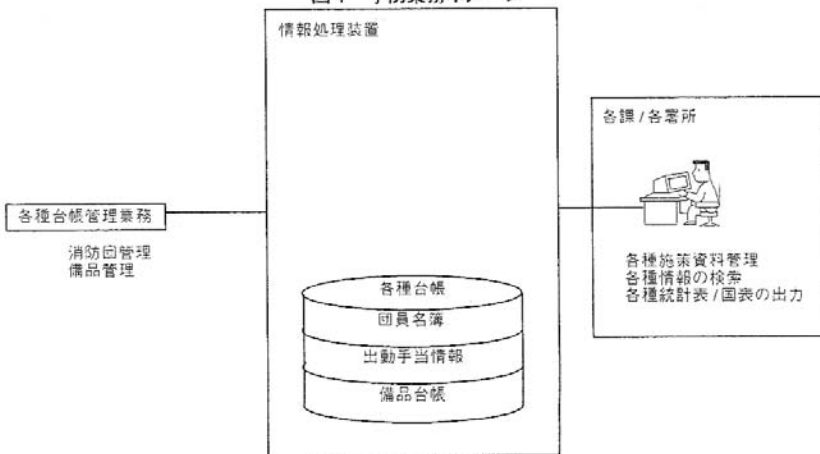 情報処理装置
各課/各署所
各種台帳管理業務
消防団管理
備品管理
各種施策資料管理
各種情報の検索
各種統計表/国表の出力
各種台帳
団員名簿
出動手当情報
備品台帳